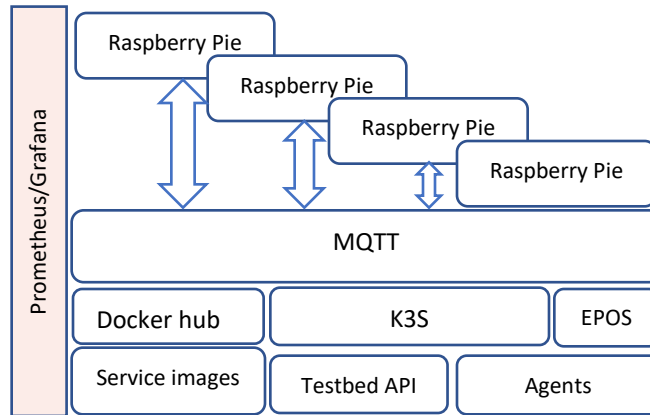 Prometheus/Grafana
Raspberry Pie
Raspberry Pie
Raspberry Pie
Raspberry Pie
MQTT
Docker hub
K3S
EPOS
Service images
Testbed API
Agents